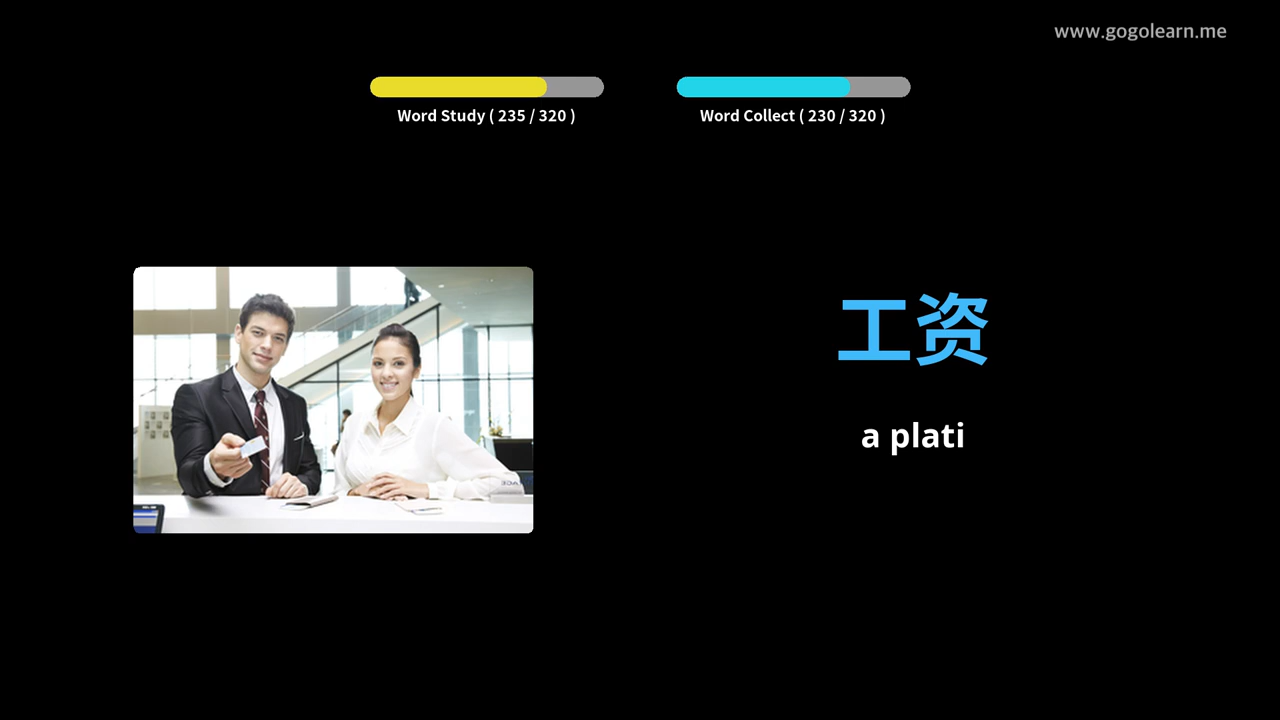 www.gogolearn.me
Word Study ( 235 / 320 )
Word Collect ( 230 / 320 )
工资
a plati